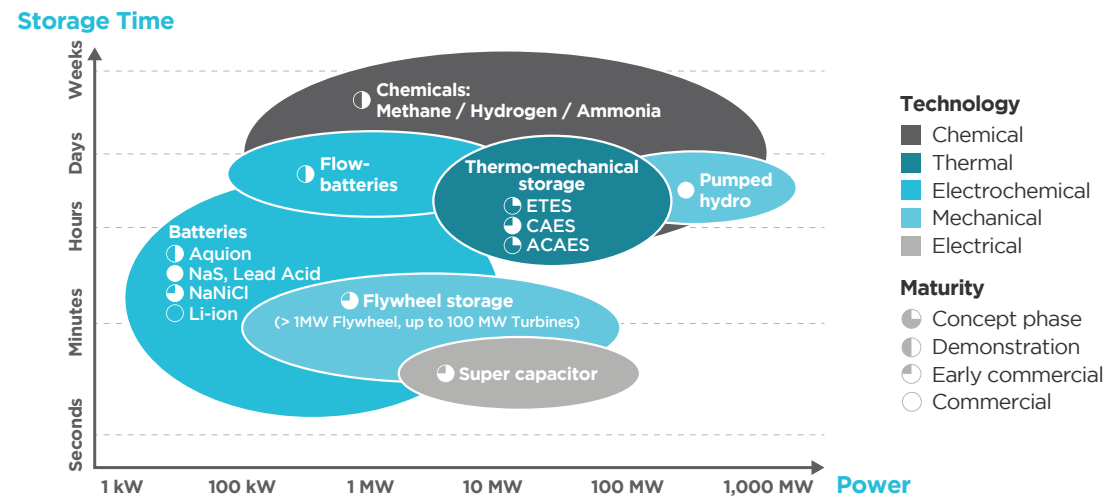 Storage Time
Weeks
Days
Hours
Minutes
Seconds
Chemicals:
Methane / Hydrogen / Ammonia
Flow-
batteries
Thermo-mechanical
storage
ETES
CAES
ACAES
Pumped
hydro
Batteries
Aquion
NaS, Lead Acid
NaNiCl
Li-ion
Flywheel storage
(> 1MW Flywheel, up to 100 MW Turbines)
Super capacitor
1 kW
100 kW
1 MW
10 MW
100 MW
1,000 MW
Power
Technology
Chemical
Thermal
Electrochemical
Mechanical
Electrical
Maturity
Concept phase
Demonstration
Early commercial
Commercial